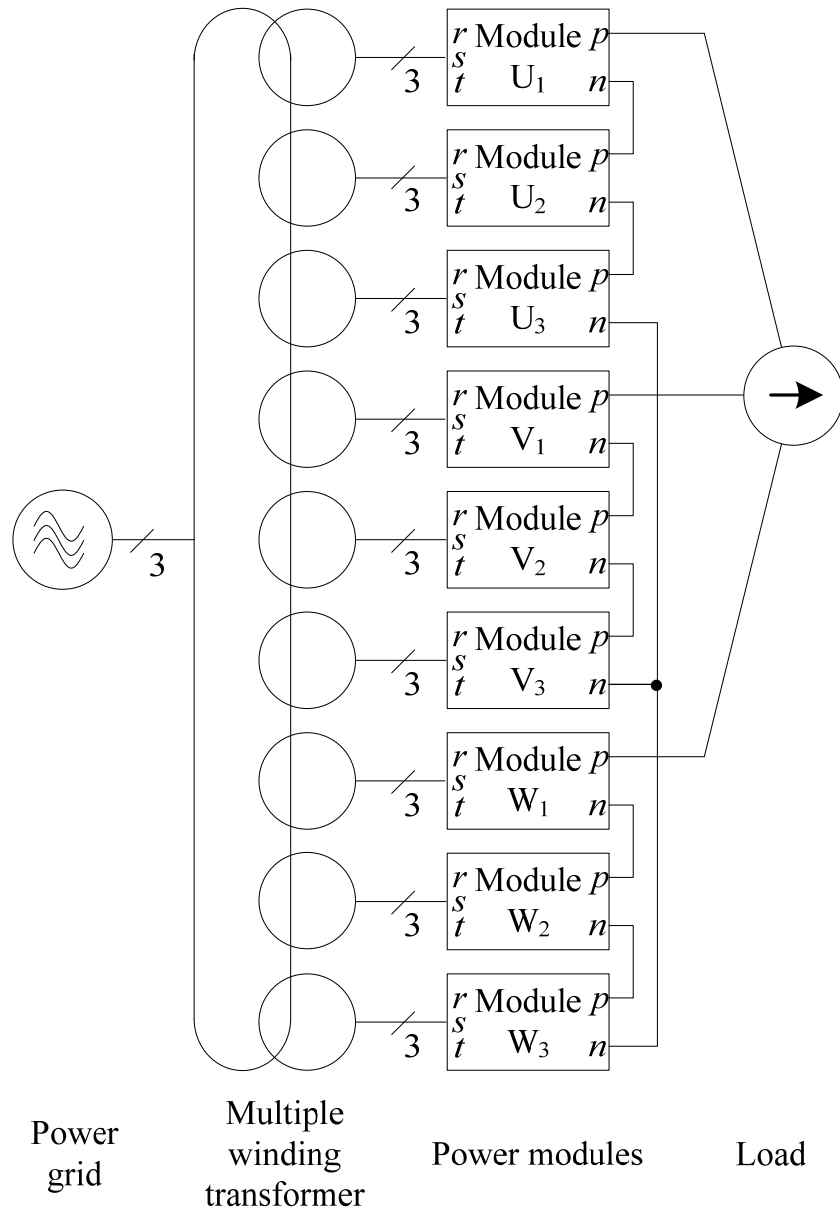 r Module p
s
t U₁ n
3
r Module p
s
t U₂ n
3
r Module p
s
t U₃ n
3
r Module p
s
t V₁ n
3
r Module p
s
t V₂ n
3
3
r Module p
s
t V₃ n
3
r Module p
s
t W₁ n
3
r Module p
s
t W₂ n
3
r Module p
s
t W₃ n
3
Power
grid
Multiple
winding
transformer
Power modules
Load